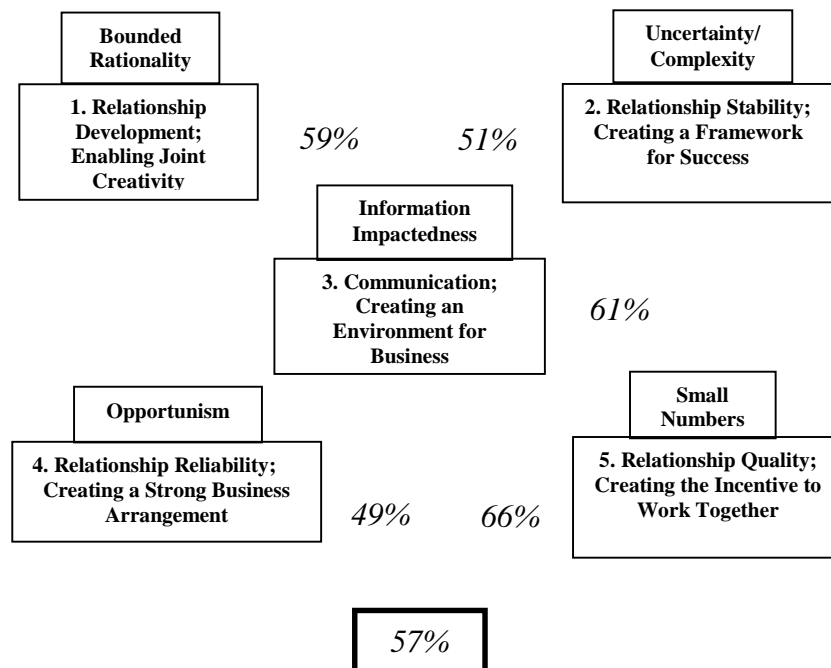 Bounded
Rationality
1. Relationship
Development;
Enabling Joint
Creativity
59%
51%
Uncertainty/
Complexity
2. Relationship Stability;
Creating a Framework
for Success
Information
Impactedness
3. Communication;
Creating an
Environment for
Business
61%
Opportunism
4. Relationship Reliability;
Creating a Strong Business
Arrangement
49%
66%
Small
Numbers
5. Relationship Quality;
Creating the Incentive to
Work Together
57%